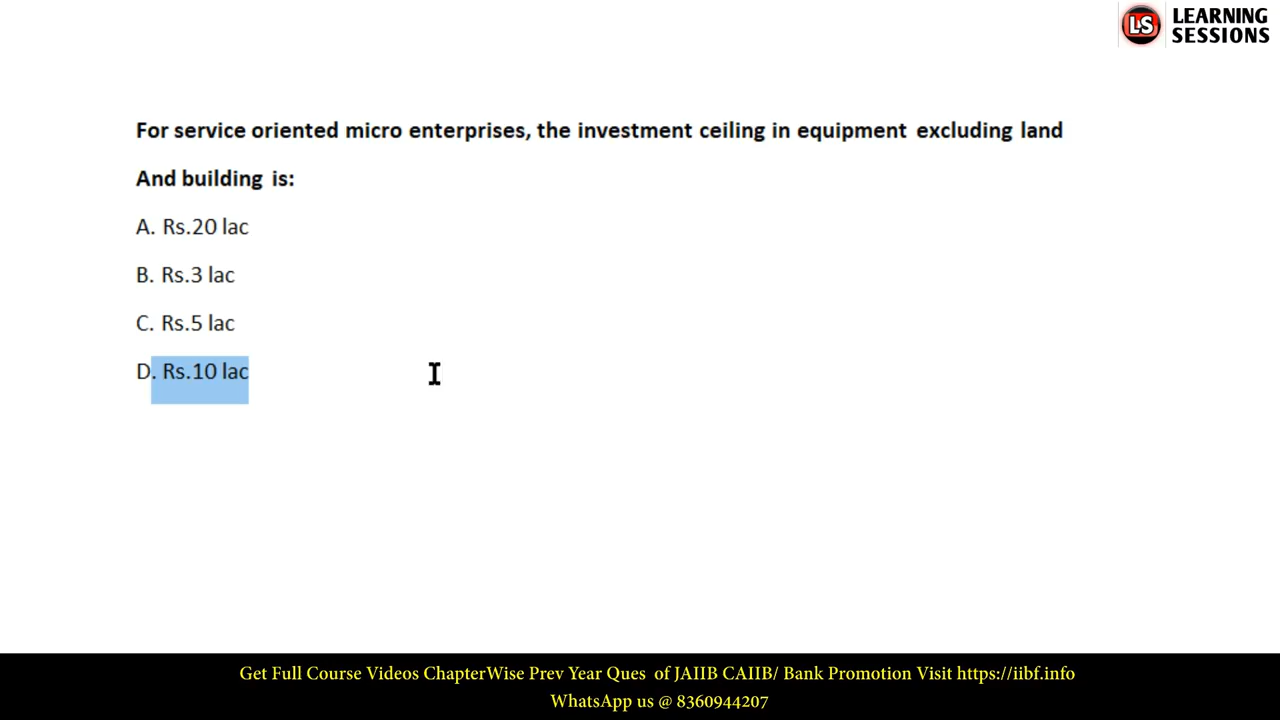 LS LEARNING
SESSIONS
For service oriented micro enterprises, the investment ceiling in equipment excluding land
And building is:
A. Rs.20 lac
B. Rs.3 lac
C. Rs.5 lac
D. Rs.10 lac
Get Full Course Videos ChapterWise Prev Year Ques of JAIIB CAIIB/ Bank Promotion Visit https://iibf.info
WhatsApp us @ 8360944207